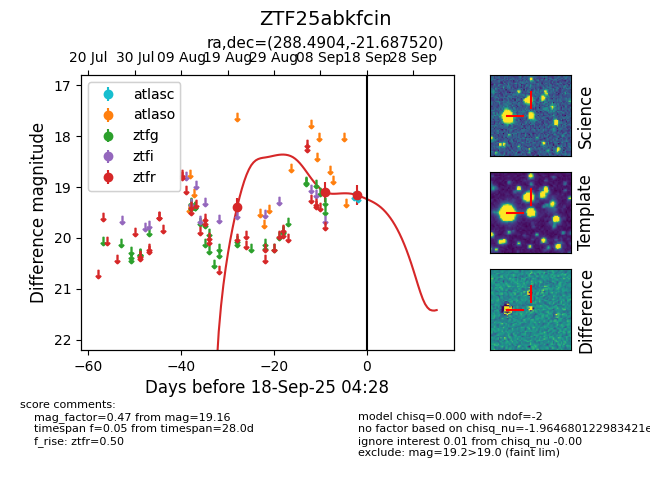 ZTF25abkfcin
ra,dec=(288.4904,-21.687520)
20 Jul 30 Jul 09 Aug 19 Aug 29 Aug 08 Sep 18 Sep 28 Sep
17
18
19
20
21
22
Difference magnitude
atlasc
atlaso
ztfg
ztfi
ztfr
−60 −40 −20 0
Days before 18-Sep-25 04:28
Science
Template
Difference
score comments:
mag_factor=0.47 from mag=19.16
timespan f=0.05 from timespan=28.0d
f_rise: ztfr=0.50
model chisq=0.000 with ndof=-2
no factor based on chisq_nu=-1.964680122983421e
ignore interest 0.01 from chisq_nu -0.00
exclude: mag=19.2>19.0 (faint lim)